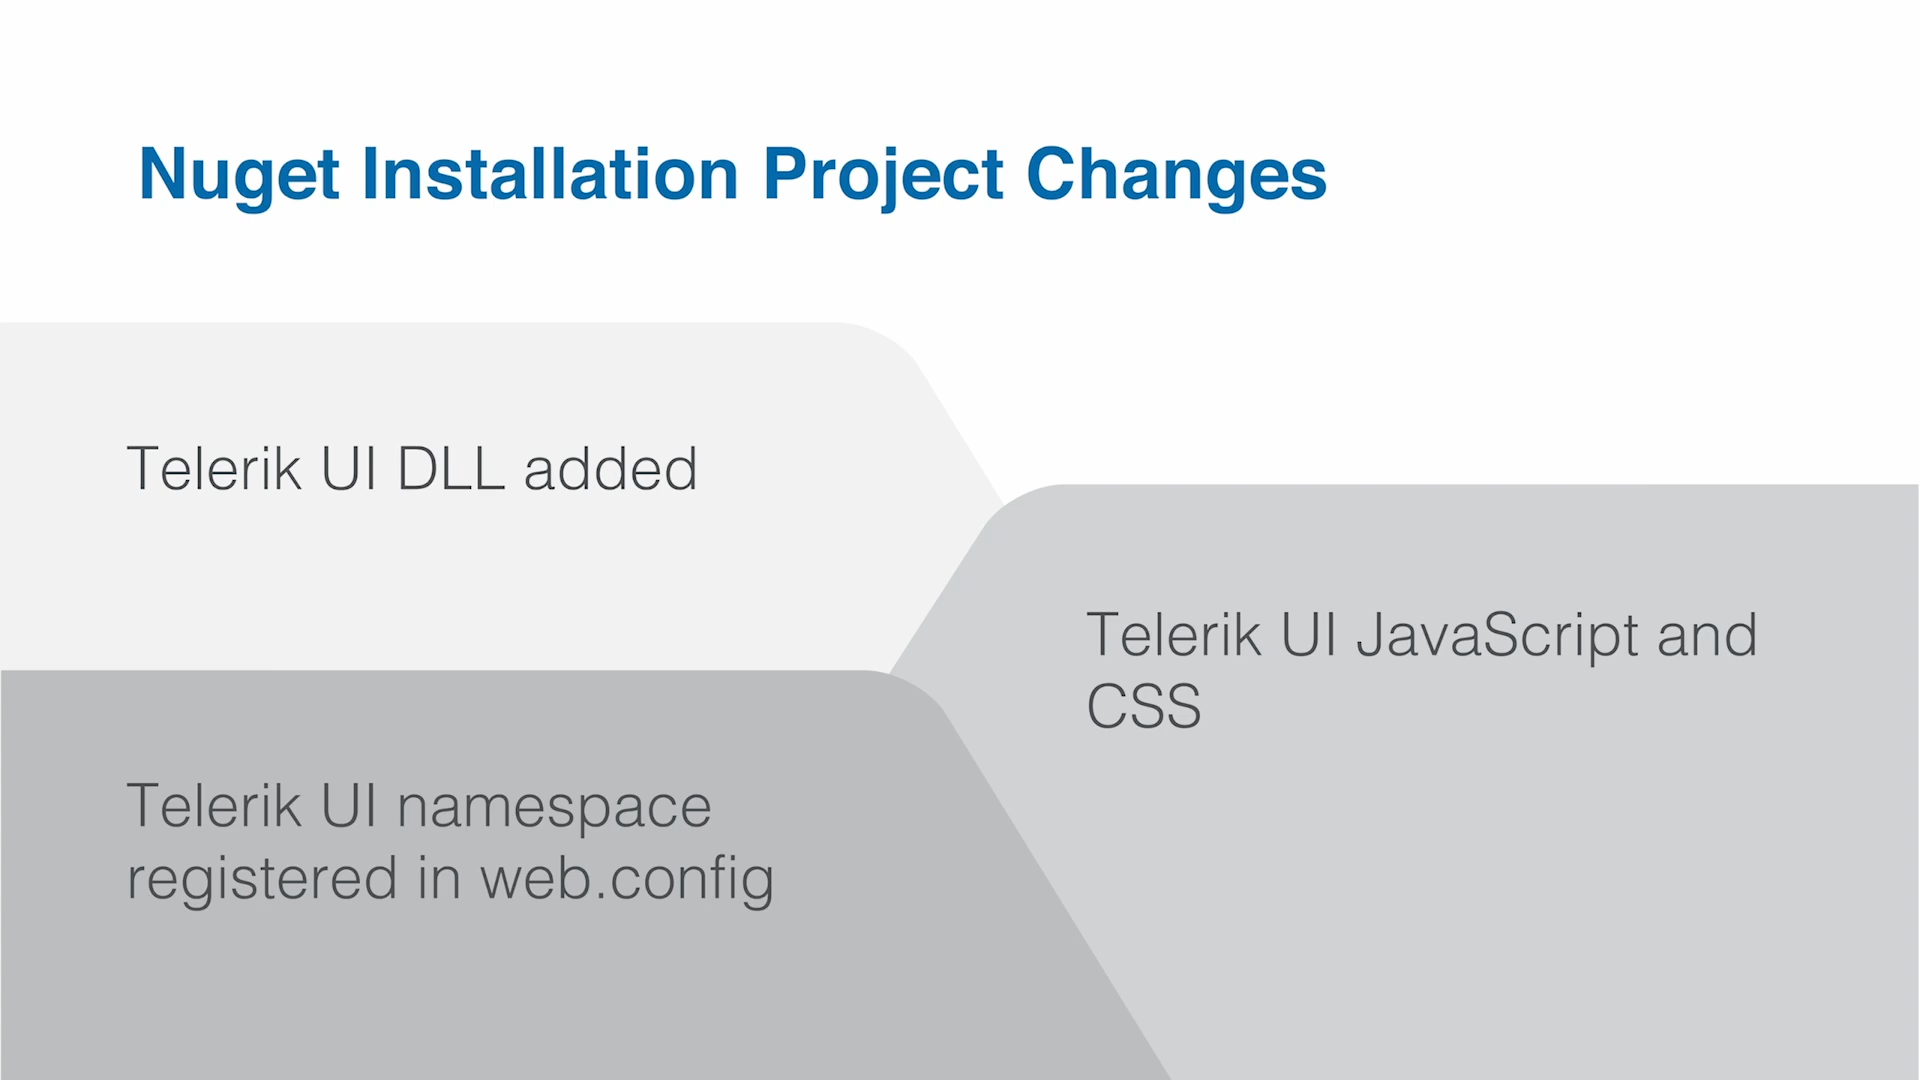 Nuget Installation Project Changes
Telerik UI DLL added
Telerik UI JavaScript and
CSS
Telerik UI namespace
registered in web.config